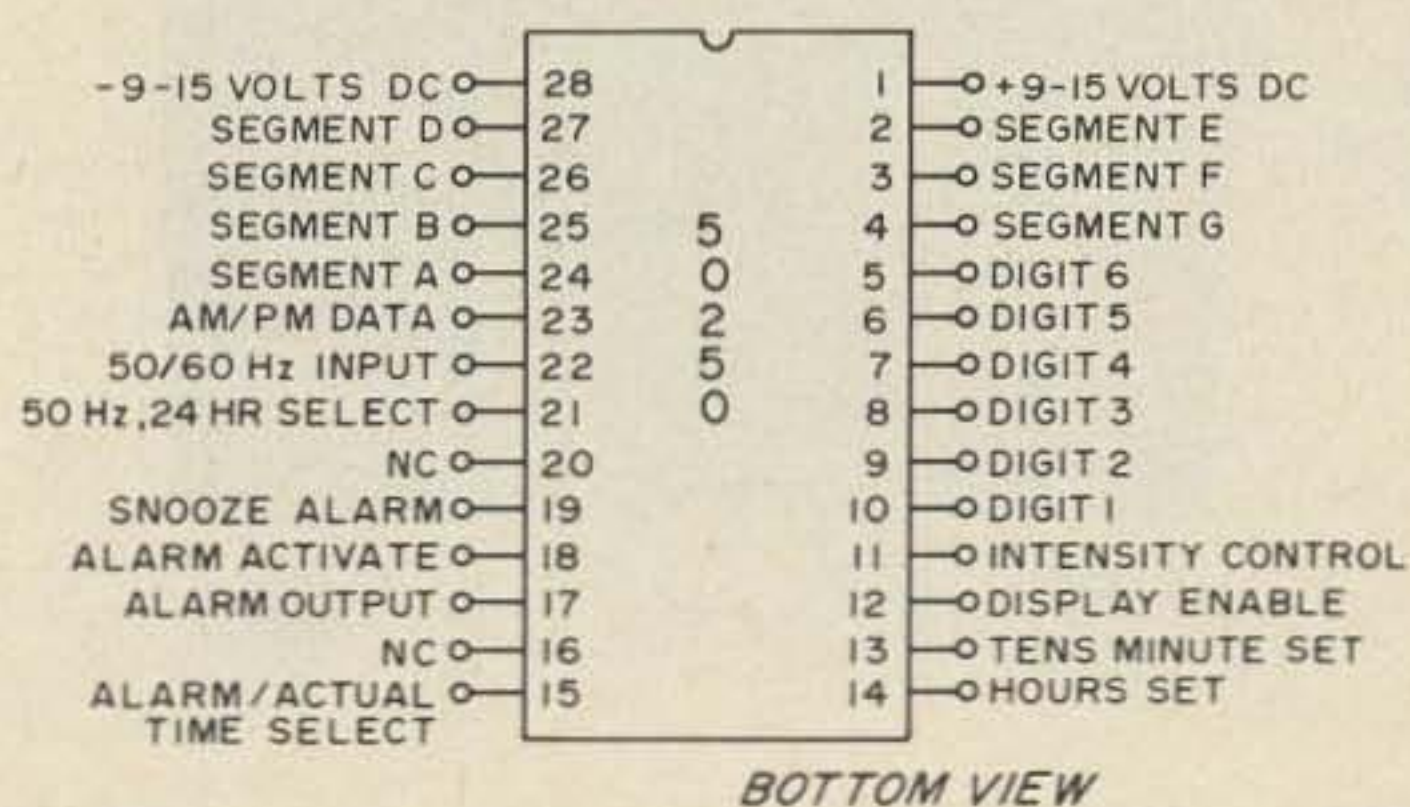 -9-15 VOLTS DC 28 1 +9-15 VOLTS DC
SEGMENT D 27 2 SEGMENT E
SEGMENT C 26 3 SEGMENT F
SEGMENT B 25 5 4 SEGMENT G
SEGMENT A 24 0 5 DIGIT 6
AM/PM DATA 23 2 6 DIGIT 5
50/60 Hz INPUT 22 5 7 DIGIT 4
50 Hz,24 HR SELECT 21 0 8 DIGIT 3
NC 20 9 DIGIT 2
SNOOZE ALARM 19 10 DIGIT 1
ALARM ACTIVATE 18 11 INTENSITY CONTROL
ALARM OUTPUT 17 12 DISPLAY ENABLE
NC 16 13 TENS MINUTE SET
ALARM/ACTUAL 15 14 HOURS SET
TIME SELECT
BOTTOM VIEW